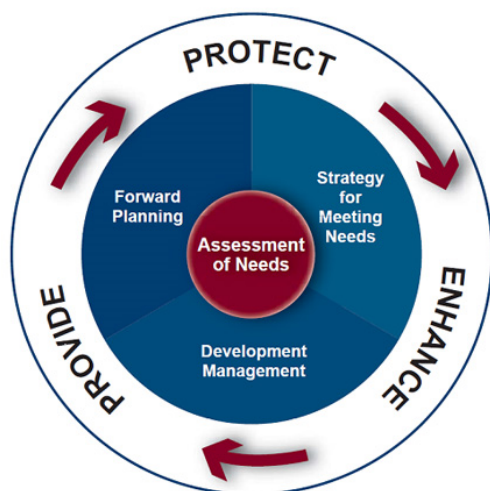 PROTECT
Forward
Planning
Strategy
for
Meeting
Needs
Assessment
of Needs
PROVIDE
ENHANCE
Development
Management